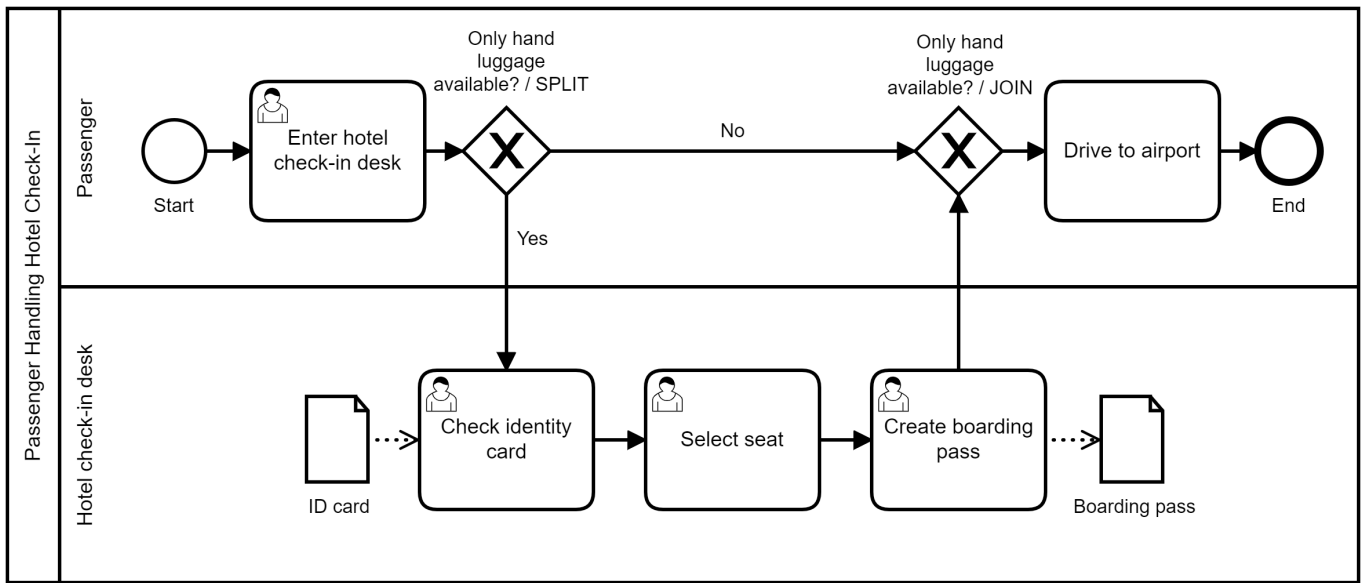 Passenger Handling Hotel Check-In
Passenger
Start
Enter hotel
check-in desk
Only hand
luggage
available? / SPLIT
No
Yes
Only hand
luggage
available? / JOIN
Drive to airport
End
Hotel check-in desk
ID card
Check identity
card
Select seat
Create boarding
pass
Boarding pass